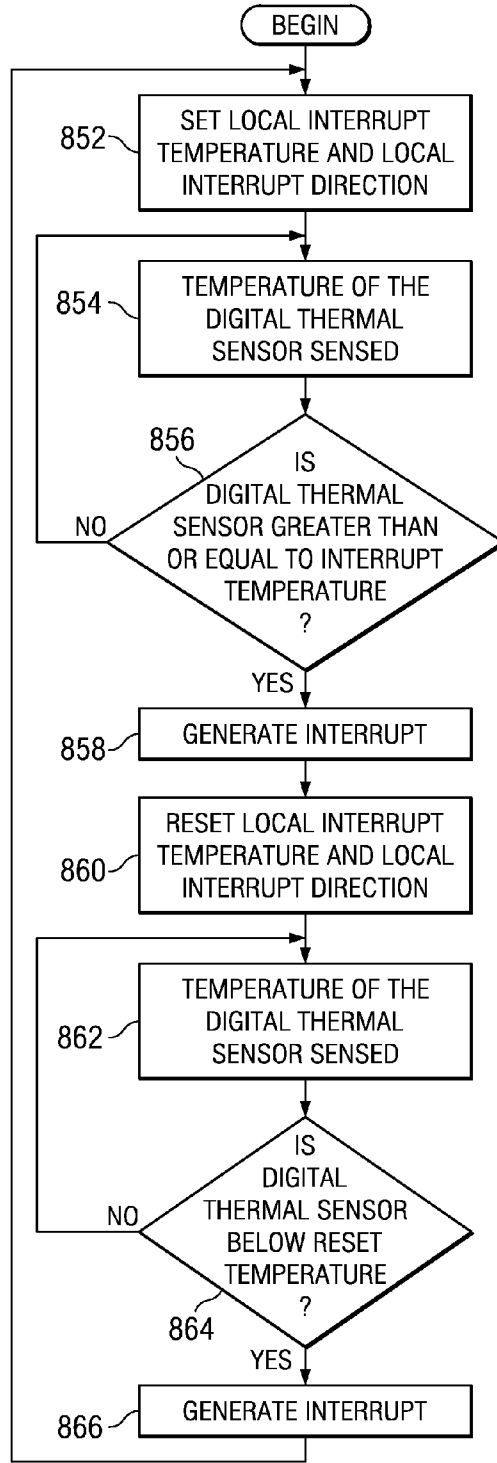 BEGIN
852
SET LOCAL INTERRUPT
TEMPERATURE AND LOCAL
INTERRUPT DIRECTION
854
TEMPERATURE OF THE
DIGITAL THERMAL
SENSOR SENSED
856
IS
DIGITAL THERMAL
SENSOR GREATER THAN
OR EQUAL TO INTERRUPT
TEMPERATURE
?
NO
YES
858
GENERATE INTERRUPT
860
RESET LOCAL INTERRUPT
TEMPERATURE AND LOCAL
INTERRUPT DIRECTION
862
TEMPERATURE OF THE
DIGITAL THERMAL
SENSOR SENSED
IS
DIGITAL
THERMAL SENSOR
BELOW RESET
TEMPERATURE
?
NO
864
YES
866
GENERATE INTERRUPT